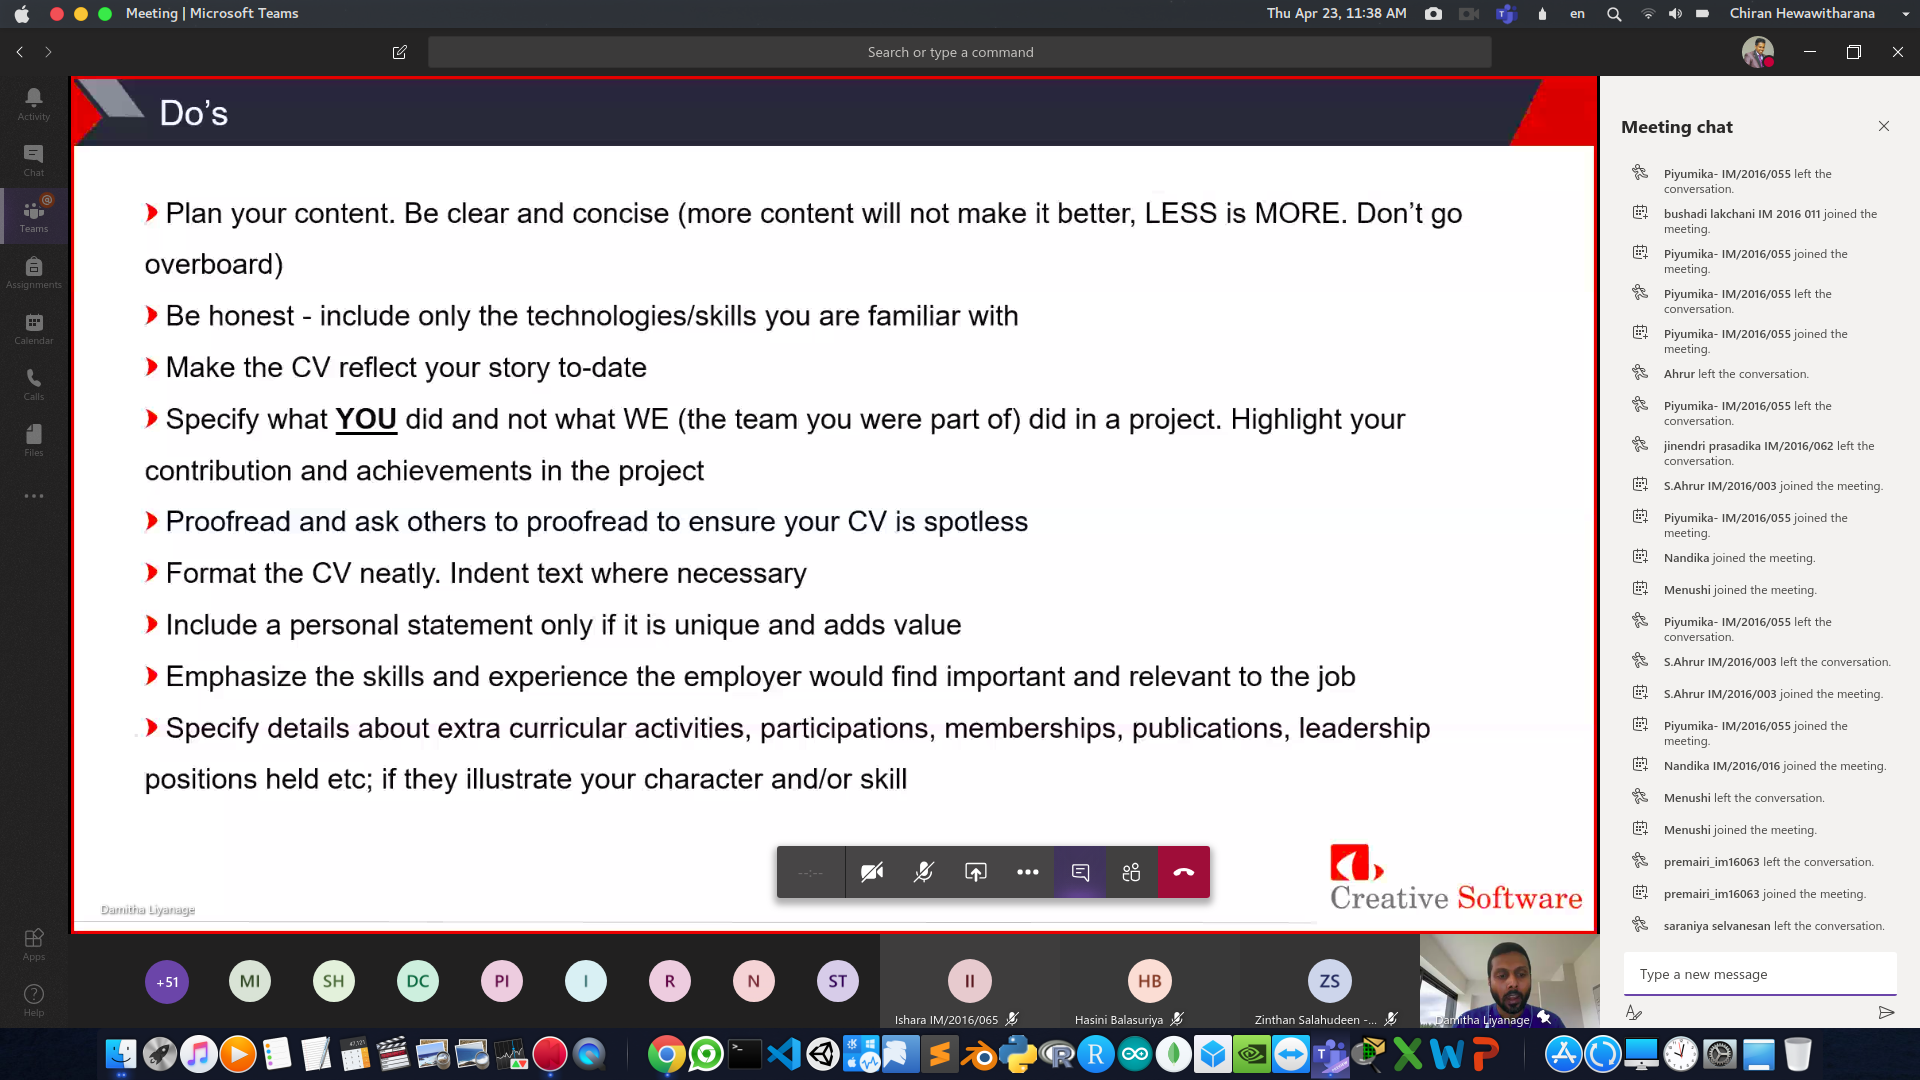 Meeting | Microsoft Teams
Thu Apr 23, 11:38 AM
en
Chiran Hewawitharana
Search or type a command
Activity
Chat
Teams
Assignments
Calendar
Calls
Files
Apps
Help
Do’s
Plan your content. Be clear and concise (more content will not make it better, LESS is MORE. Don’t go
overboard)
Be honest - include only the technologies/skills you are familiar with
Make the CV reflect your story to-date
Specify what YOU did and not what WE (the team you were part of) did in a project. Highlight your
contribution and achievements in the project
Proofread and ask others to proofread to ensure your CV is spotless
Format the CV neatly. Indent text where necessary
Include a personal statement only if it is unique and adds value
Emphasize the skills and experience the employer would find important and relevant to the job
Specify details about extra curricular activities, participations, memberships, publications, leadership
positions held etc; if they illustrate your character and/or skill
--:--
Creative Software
Damitha Liyanage
+51
MI
SH
DC
PI
I
R
N
ST
II
Ishara IM/2016/065
HB
Hasini Balasuriya
ZS
Zinthan Salahudeen -...
Damitha Liyanage
Meeting chat
Piyumika- IM/2016/055 left the
conversation.
bushadi lakchani IM 2016 011 joined the
meeting.
Piyumika- IM/2016/055 joined the
meeting.
Piyumika- IM/2016/055 left the
conversation.
Piyumika- IM/2016/055 joined the
meeting.
Ahrur left the conversation.
Piyumika- IM/2016/055 left the
conversation.
jinendri prasadika IM/2016/062 left the
conversation.
S.Ahrur IM/2016/003 joined the meeting.
Piyumika- IM/2016/055 joined the
meeting.
Nandika joined the meeting.
Menushi joined the meeting.
Piyumika- IM/2016/055 left the
conversation.
S.Ahrur IM/2016/003 left the conversation.
S.Ahrur IM/2016/003 joined the meeting.
Piyumika- IM/2016/055 joined the
meeting.
Nandika IM/2016/016 joined the meeting.
Menushi left the conversation.
Menushi joined the meeting.
premairi_im16063 left the conversation.
premairi_im16063 joined the meeting.
saraniya selvanesan left the conversation.
Type a new message